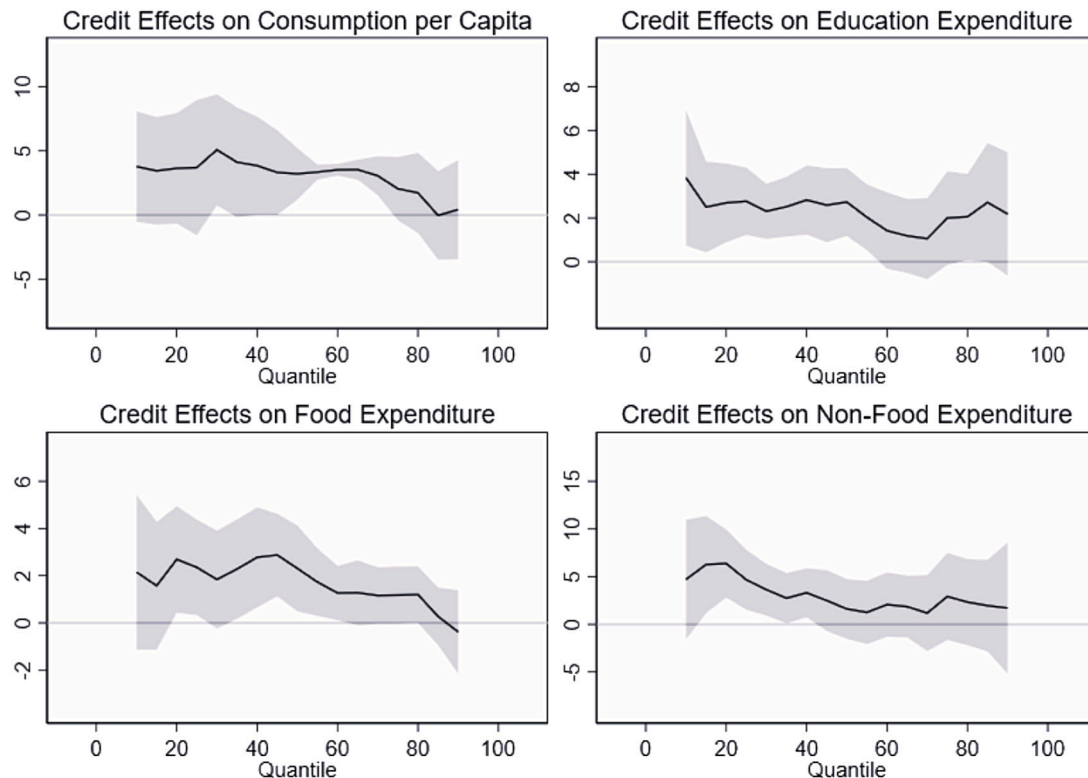 Credit Effects on Consumption per Capita
10
5
0
-5
0 20 40 60 80 100
Quantile
Credit Effects on Education Expenditure
8
6
4
2
0
0 20 40 60 80 100
Quantile
Credit Effects on Food Expenditure
6
4
2
0
-2
0 20 40 60 80 100
Quantile
Credit Effects on Non-Food Expenditure
15
10
5
0
-5
0 20 40 60 80 100
Quantile